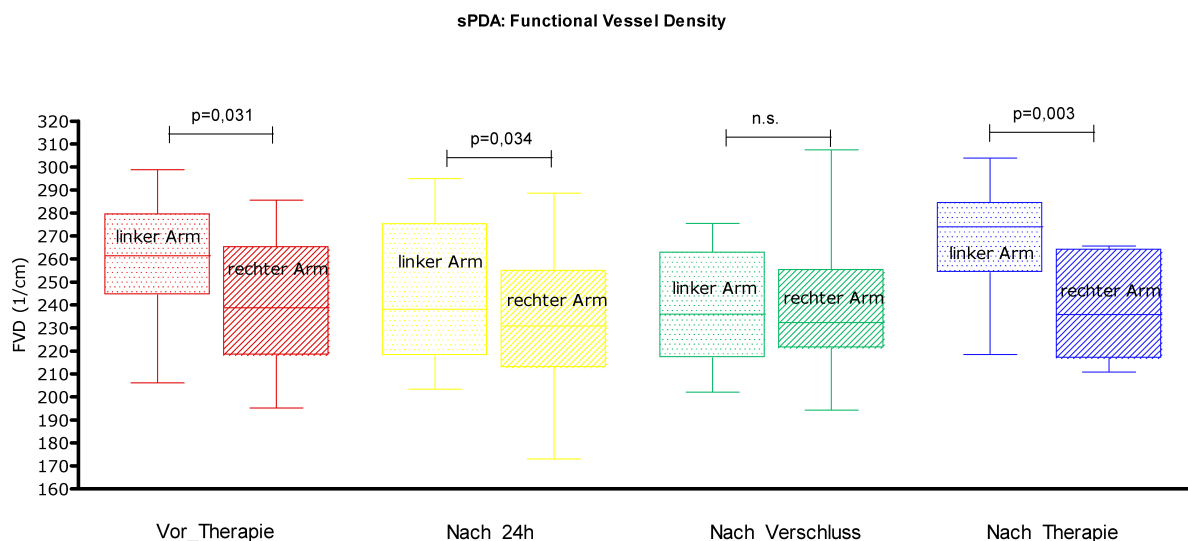 sPDA: Functional Vessel Density
p=0,031
p=0,034
n.s.
p=0,003
FVD (1/cm)
320
310
300
290
280
270
260
250
240
230
220
210
200
190
180
170
160
linker Arm
rechter Arm
linker Arm
rechter Arm
linker Arm
rechter Arm
linker Arm
rechter Arm
Vor_Therapie
Nach_24h
Nach_Verschluss
Nach_Therapie